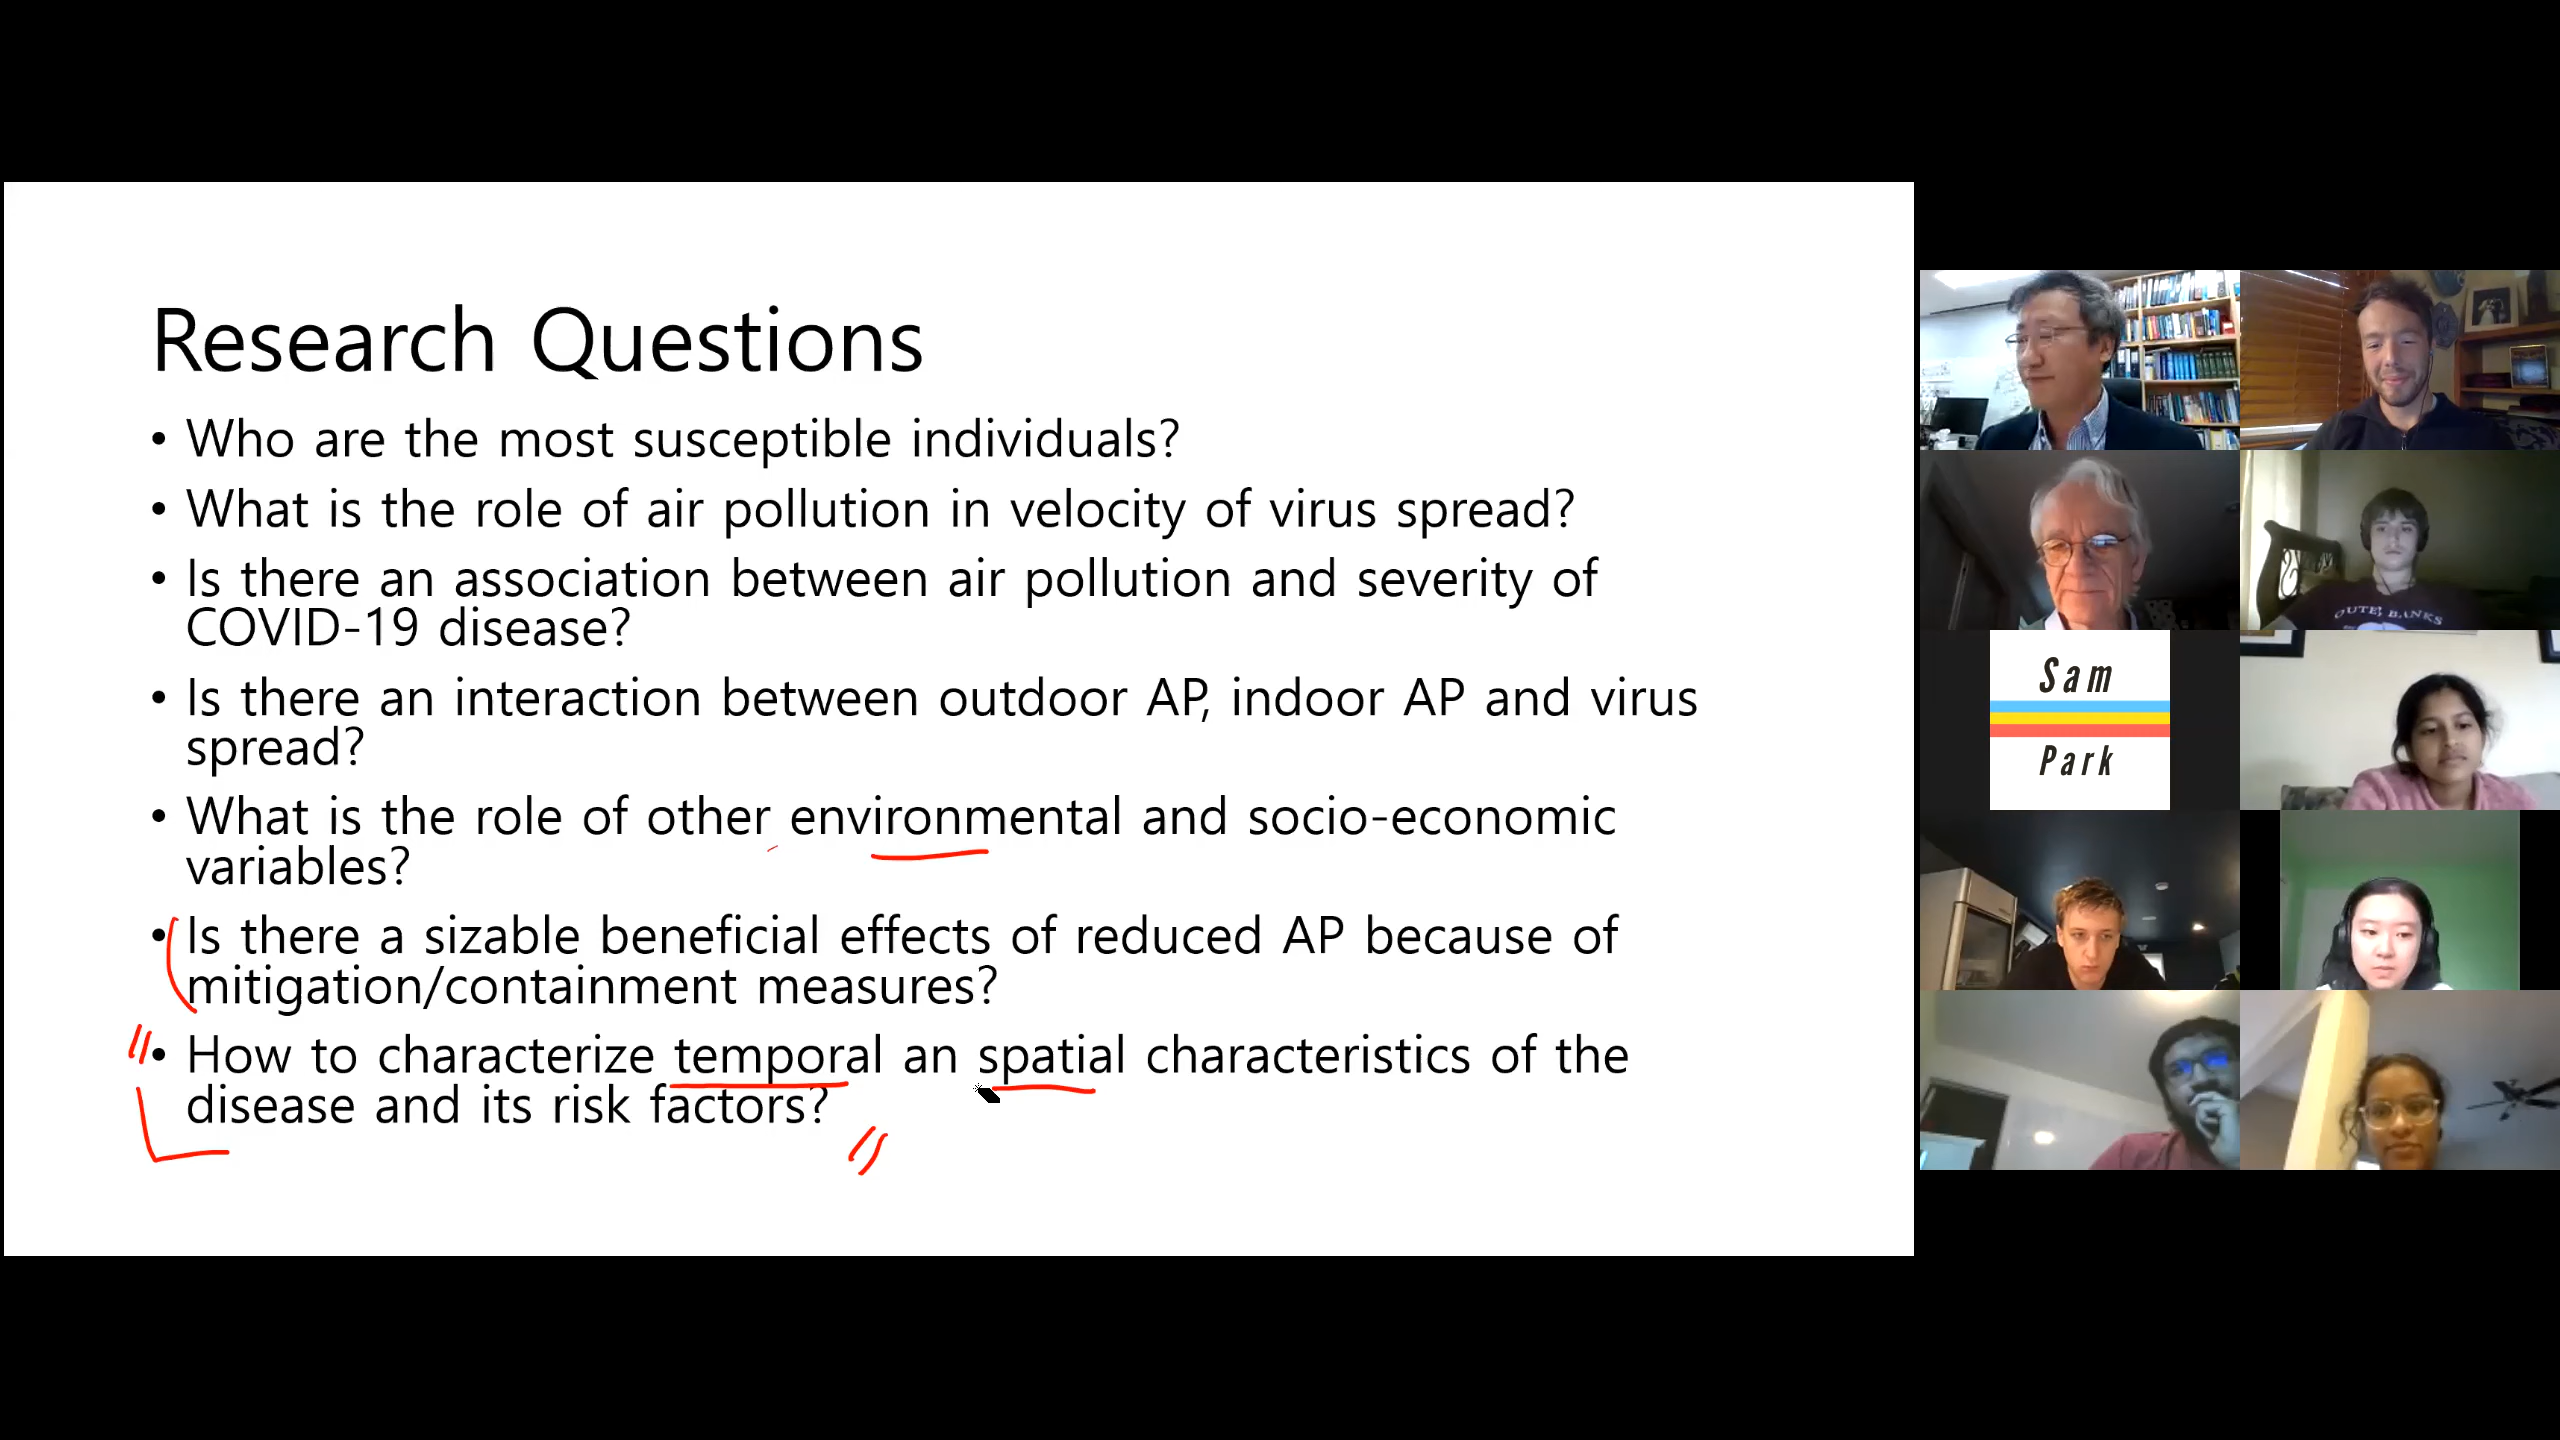 Research Questions
• Who are the most susceptible individuals?
• What is the role of air pollution in velocity of virus spread?
• Is there an association between air pollution and severity of
COVID-19 disease?
• Is there an interaction between outdoor AP, indoor AP and virus
spread?
• What is the role of other environmental and socio-economic
variables?
• Is there a sizable beneficial effects of reduced AP because of
mitigation/containment measures?
• How to characterize temporal an spatial characteristics of the
disease and its risk factors?
OUTER BANKS
Sam
Park